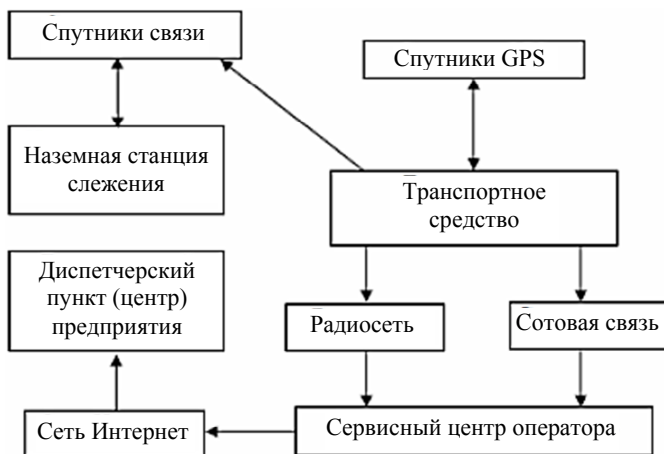 Спутники связи
Спутники GPS
Наземная станция
слежения
Транспортное
средство
Диспетчерский
пункт (центр)
предприятия
Радиосеть
Сотовая связь
Сеть Интернет
Сервисный центр оператора